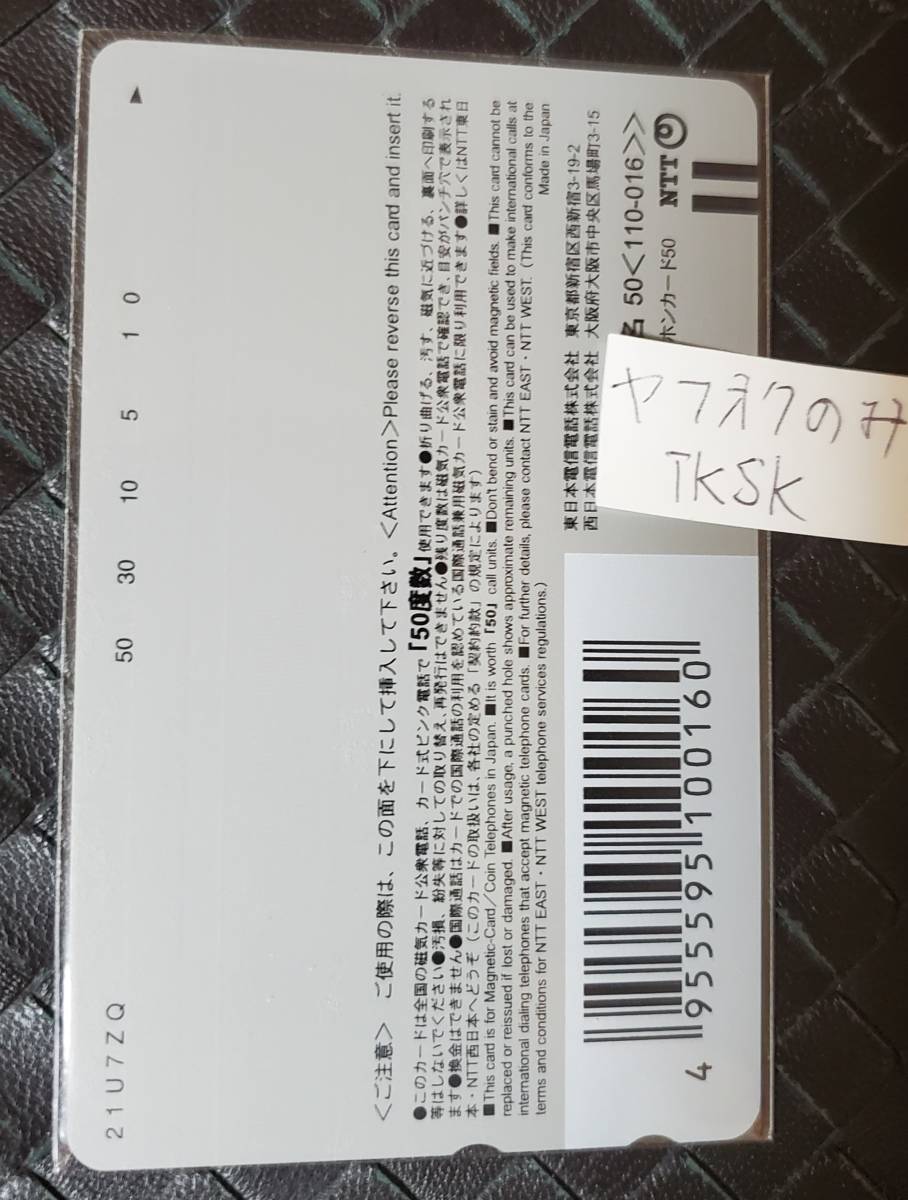 ▲
50 30 10 5 1 0
21U7ZQ
<ご注意> ご使用の際は、この面を下にして挿入して下さい。<Attention>Please reverse this card and insert it.
●このカードは全国の磁気カード公衆電話、カード式ピンク電話で「50度数」使用できます●折り曲げる、汚す、磁気に近づける、裏面へ印刷する
等はしないでください●汚損、紛失等に対しての取り替え、再発行はできません●残り度数は磁気カード公衆電話で確認でき、目安がパンチ穴で表示され
ます●換金はできません●国際通話はカードでの国際通話の利用を認めている国際通話兼用磁気カード公衆電話に限り利用できます●詳しくはNTT東日
本・NTT西日本へどうぞ(このカードの取扱いは、各社の定める「契約約款」の規定によります)
■This card is for Magnetic-Card/Coin Telephones in Japan. ■It is worth「50」call units. ■Don't bend or stain and avoid magnetic fields. ■This card cannot be
replaced or reissued if lost or damaged. ■After usage, a punched hole shows approximate remaining units. ■This card can be used to make international calls at
international dialing telephones that accept magnetic telephone cards. ■For further details, please contact NTT EAST・NTT WEST. (This card conforms to the
terms and conditions for NTT EAST・NTT WEST telephone services regulations.)
Made in Japan
東日本電信電話株式会社 東京都新宿区西新宿3-19-2
西日本電信電話株式会社 大阪府大阪市中央区馬場町3-15
名 50<110-016>>
ホンカード50
NTT
4 955595 100160
ヤフオクのみ
TKSK